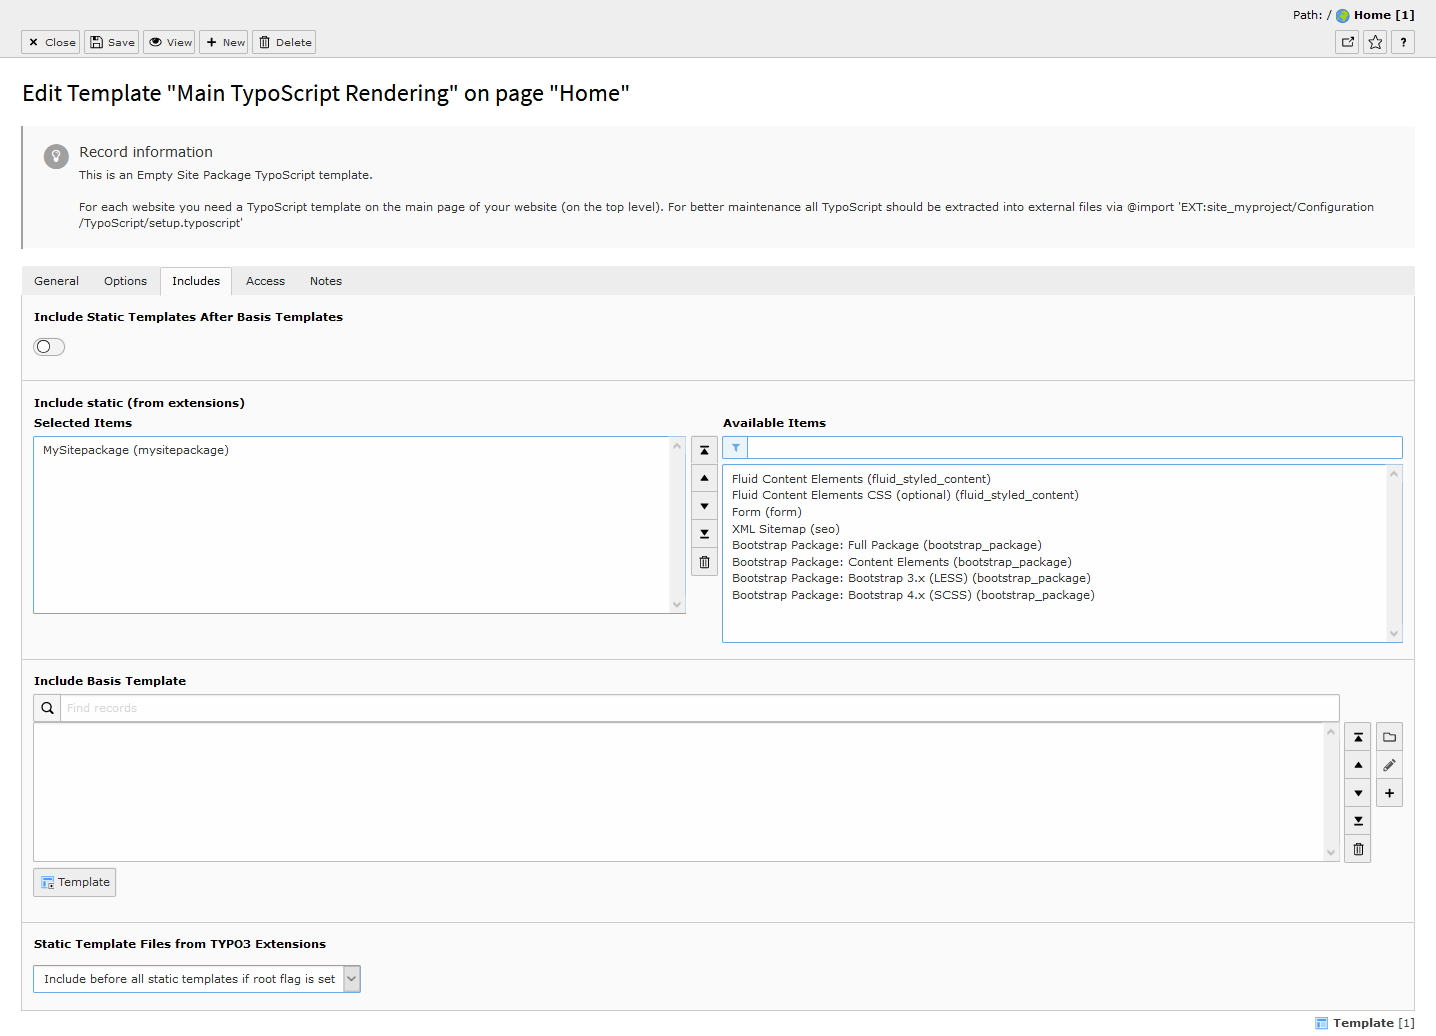 Path: / Home [1]
Close Save View New Delete ?
Edit Template "Main TypoScript Rendering" on page "Home"
Record information
This is an Empty Site Package TypoScript template.
For each website you need a TypoScript template on the main page of your website (on the top level). For better maintenance all TypoScript should be extracted into external files via @import 'EXT:site_myproject/Configuration
/TypoScript/setup.typoscript'
General Options Includes Access Notes
Include Static Templates After Basis Templates
Include static (from extensions)
Selected Items
MySitepackage (mysitepackage)
Available Items
Fluid Content Elements (fluid_styled_content)
Fluid Content Elements CSS (optional) (fluid_styled_content)
Form (form)
XML Sitemap (seo)
Bootstrap Package: Full Package (bootstrap_package)
Bootstrap Package: Content Elements (bootstrap_package)
Bootstrap Package: Bootstrap 3.x (LESS) (bootstrap_package)
Bootstrap Package: Bootstrap 4.x (SCSS) (bootstrap_package)
Include Basis Template
Find records
Template
Static Template Files from TYPO3 Extensions
Include before all static templates if root flag is set
Template [1]